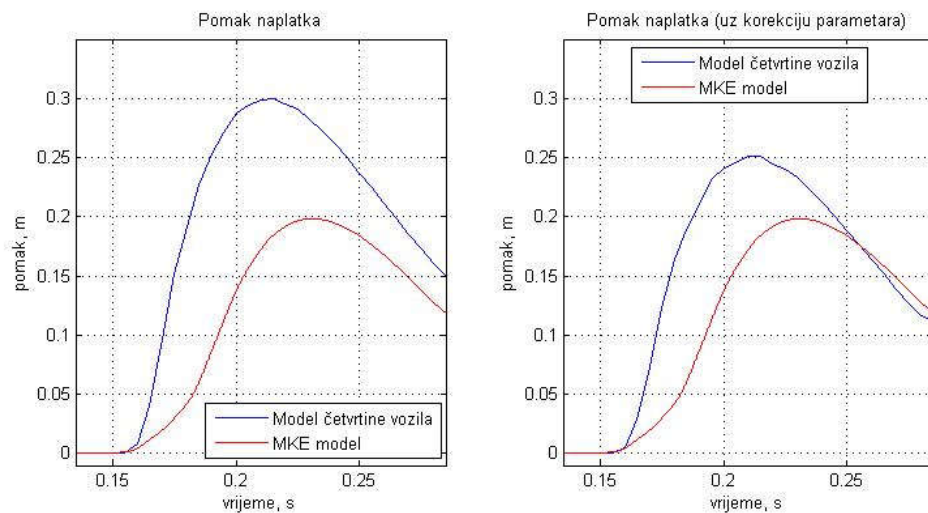 Pomak naplatka
0.3
0.25
0.2
0.15
0.1
0.05
0
pomak, m
Model četvrtine vozila
MKE model
0.15
0.2
0.25
vrijeme, s
Pomak naplatka (uz korekciju parametara)
Model četvrtine vozila
MKE model
0.3
0.25
0.2
0.15
0.1
0.05
0
pomak, m
0.15
0.2
0.25
vrijeme, s